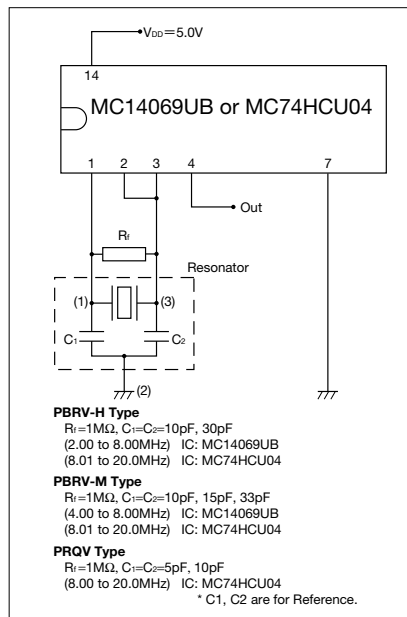 VDD=5.0V
14
MC14069UB or MC74HCU04
1 2 3 4 7
Out
Rf
Resonator
(1) (3)
C1 C2
(2)
PBRV-H Type
Rf=1MΩ, C1=C2=10pF, 30pF
(2.00 to 8.00MHz) IC: MC14069UB
(8.01 to 20.0MHz) IC: MC74HCU04
PBRV-M Type
Rf=1MΩ, C1=C2=10pF, 15pF, 33pF
(4.00 to 8.00MHz) IC: MC14069UB
(8.01 to 20.0MHz) IC: MC74HCU04
PRQV Type
Rf=1MΩ, C1=C2=5pF, 10pF
(8.00 to 20.0MHz) IC: MC74HCU04
* C1, C2 are for Reference.